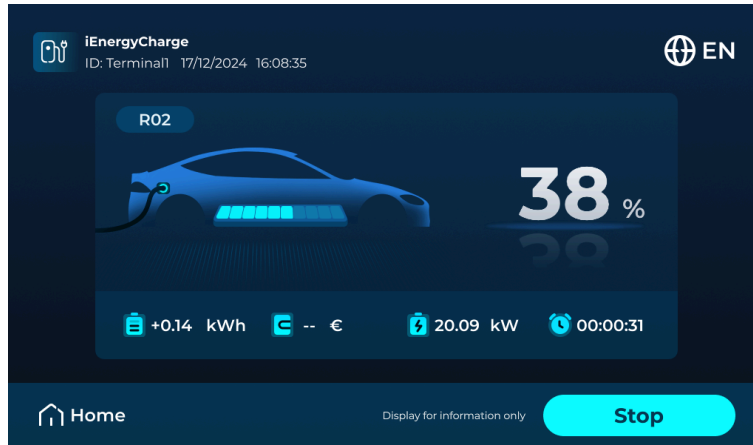 iEnergyCharge
ID: Terminal1 17/12/2024 16:08:35
EN
R02
38 %
+0.14 kWh -- € 20.09 kW 00:00:31
Home
Display for information only
Stop